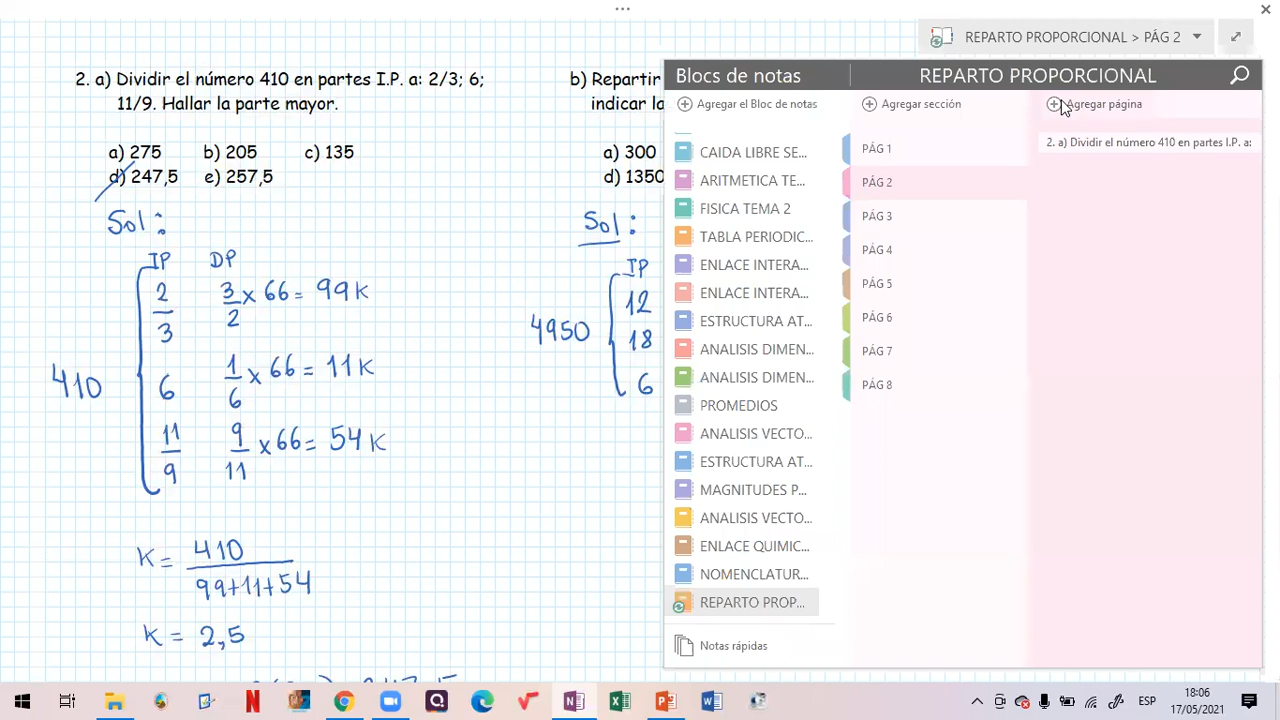 REPARTO PROPORCIONAL > PÁG 2
2. a) Dividir el número 410 en partes I.P. a: 2/3; 6;
11/9. Hallar la parte mayor.
a) 275 b) 205 c) 135
d) 247,5 e) 257,5
Sol:
IP DP
2/3 3/2 x 66 = 99K
410
6 1/6 x 66 = 11K
11/9 9/11 x 66 = 54K
K = 410
99+11+54
K = 2,5
b) Repartir
indicar la
a) 300
d) 1350
Sol:
IP
12
4950
18
6
Blocs de notas
REPARTO PROPORCIONAL
Agregar el Bloc de notas
Agregar sección
Agregar página
CAIDA LIBRE SE...
ARITMETICA TE...
FISICA TEMA 2
TABLA PERIODIC...
ENLACE INTERA...
ENLACE INTERA...
ESTRUCTURA AT...
ANALISIS DIMEN...
ANALISIS DIMEN...
PROMEDIOS
ANALISIS VECTO...
ESTRUCTURA AT...
MAGNITUDES P...
ANALISIS VECTO...
ENLACE QUIMIC...
NOMENCLATUR...
REPARTO PROP...
Notas rápidas
PÁG 1
PÁG 2
PÁG 3
PÁG 4
PÁG 5
PÁG 6
PÁG 7
PÁG 8
2. a) Dividir el número 410 en partes I.P. a:
ESP
18:06
17/05/2021